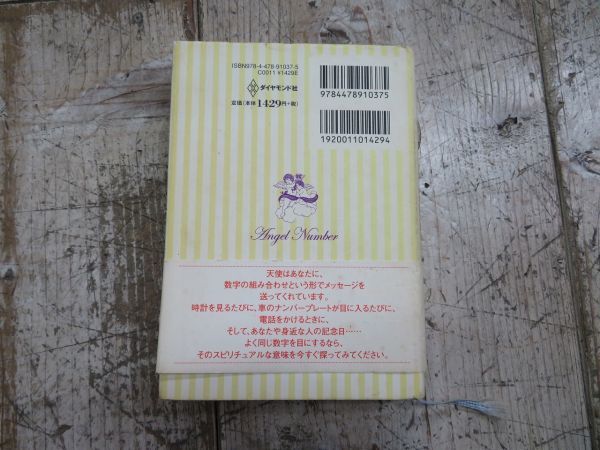 ISBN978-4-478-91037-5
C0011 ¥1429E
ダイヤモンド社
定価(本体1429円+税)
9784478910375
1920011014294
Angel Number
天使はあなたに、
数字の組み合わせという形でメッセージを
送ってくれています。
時計を見るたびに、車のナンバープレートが目に入るたびに、
電話をかけるときに、
そして、あなたや身近な人の記念日……
よく同じ数字を目にするなら、
そのスピリチュアルな意味を今すぐ探ってみてください。